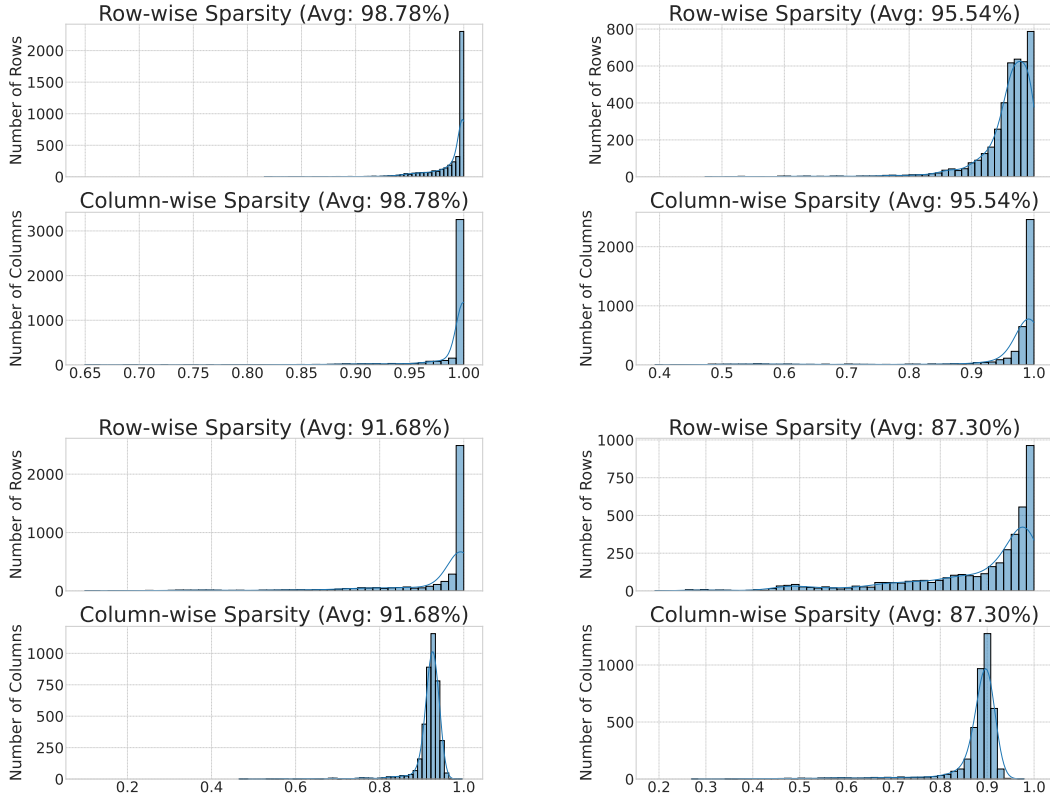 Row-wise Sparsity (Avg: 98.78%)
Number of Rows
2000
1500
1000
500
0
Column-wise Sparsity (Avg: 98.78%)
Number of Columns
3000
2000
1000
0
0.65 0.70 0.75 0.80 0.85 0.90 0.95 1.00
Row-wise Sparsity (Avg: 95.54%)
Number of Rows
800
600
400
200
0
Column-wise Sparsity (Avg: 95.54%)
Number of Columns
2000
1000
0
0.4 0.5 0.6 0.7 0.8 0.9 1.0
Row-wise Sparsity (Avg: 91.68%)
Number of Rows
2000
1000
0
Column-wise Sparsity (Avg: 91.68%)
Number of Columns
1000
750
500
250
0
0.2 0.4 0.6 0.8 1.0
Row-wise Sparsity (Avg: 87.30%)
Number of Rows
1000
750
500
250
0
Column-wise Sparsity (Avg: 87.30%)
Number of Columns
1000
500
0
0.2 0.3 0.4 0.5 0.6 0.7 0.8 0.9 1.0